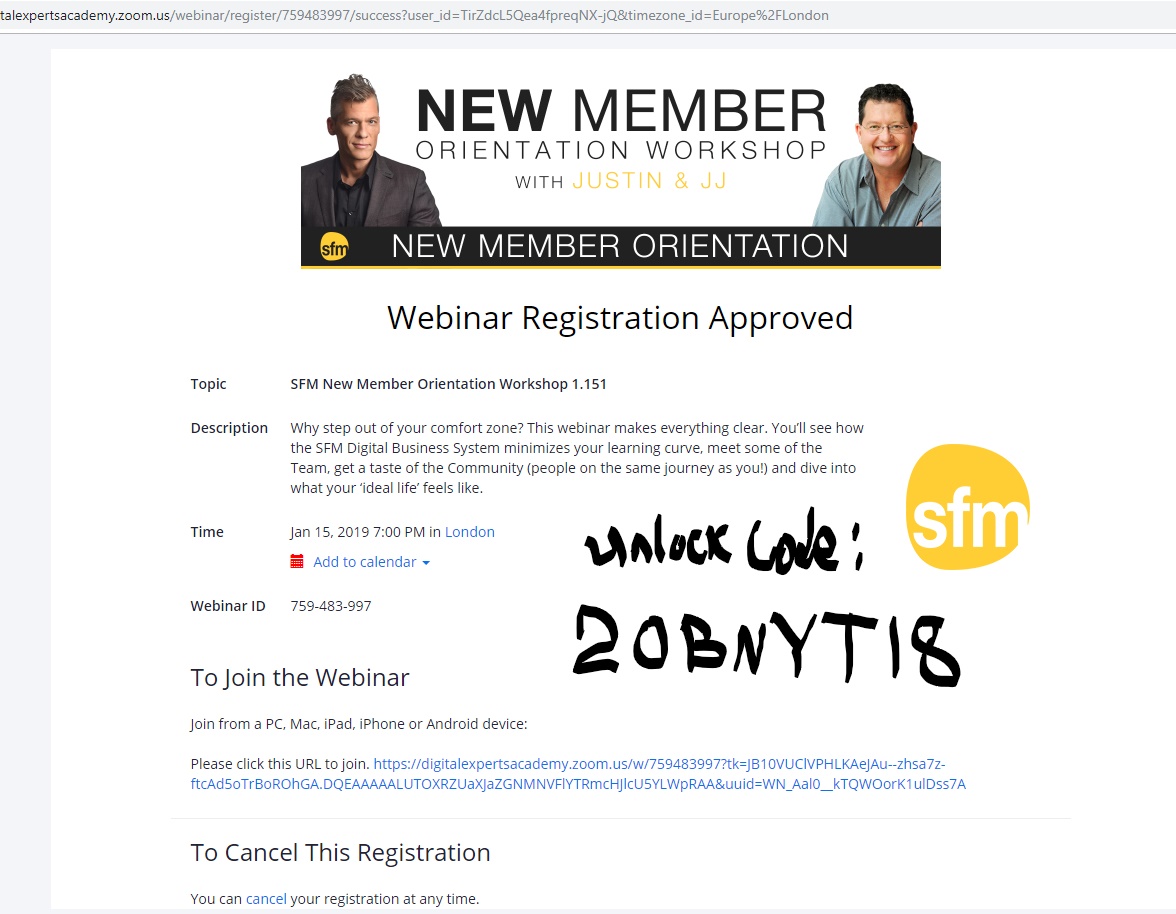 talexpertsacademy.zoom.us/webinar/register/759483997/success?user_id=TirZdcL5Qea4fpreqNX-jQ&timezone_id=Europe%2FLondon
NEW MEMBER
ORIENTATION WORKSHOP
WITH JUSTIN & JJ
sfm NEW MEMBER ORIENTATION
Webinar Registration Approved
Topic SFM New Member Orientation Workshop 1.151
Description Why step out of your comfort zone? This webinar makes everything clear. You’ll see how
the SFM Digital Business System minimizes your learning curve, meet some of the
Team, get a taste of the Community (people on the same journey as you!) and dive into
what your ‘ideal life’ feels like.
sfm
Time Jan 15, 2019 7:00 PM in London
unlock code:
Add to calendar
Webinar ID 759-483-997
20BNYT18
To Join the Webinar
Join from a PC, Mac, iPad, iPhone or Android device:
Please click this URL to join. https://digitalexpertsacademy.zoom.us/w/759483997?tk=JB10VUClVPHLKAeJAu--zhsa7z-
ftcAd5oTrBoROhGA.DQEAAAAALUTOXRZUaXJaZGNMNVFlYTRmcHJlcU5YLWpRAA&uuid=WN_Aal0__kTQWOorK1ulDss7A
To Cancel This Registration
You can cancel your registration at any time.